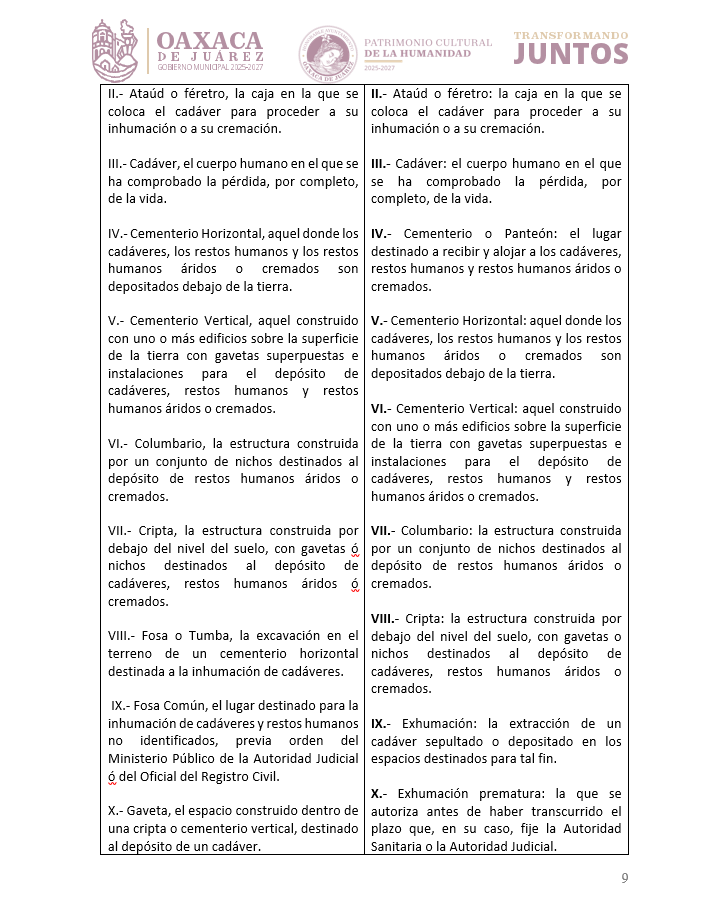 OAXACA
DE JUÁREZ
GOBIERNO MUNICIPAL 2025-2027
PATRIMONIO CULTURAL
DE LA HUMANIDAD
2025-2027
TRANSFORMANDO
JUNTOS
II.- Ataúd o féretro, la caja en la que se
coloca el cadáver para proceder a su
inhumación o a su cremación.
III.- Cadáver, el cuerpo humano en el que se
ha comprobado la pérdida, por completo,
de la vida.
IV.- Cementerio Horizontal, aquel donde los
cadáveres, los restos humanos y los restos
humanos áridos o cremados son
depositados debajo de la tierra.
V.- Cementerio Vertical, aquel construido
con uno o más edificios sobre la superficie
de la tierra con gavetas superpuestas e
instalaciones para el depósito de
cadáveres, restos humanos y restos
humanos áridos o cremados.
VI.- Columbario, la estructura construida
por un conjunto de nichos destinados al
depósito de restos humanos áridos o
cremados.
VII.- Cripta, la estructura construida por
debajo del nivel del suelo, con gavetas ó
nichos destinados al depósito de
cadáveres, restos humanos áridos ó
cremados.
VIII.- Fosa o Tumba, la excavación en el
terreno de un cementerio horizontal
destinada a la inhumación de cadáveres.
IX.- Fosa Común, el lugar destinado para la
inhumación de cadáveres y restos humanos
no identificados, previa orden del
Ministerio Público de la Autoridad Judicial
ó del Oficial del Registro Civil.
X.- Gaveta, el espacio construido dentro de
una cripta o cementerio vertical, destinado
al depósito de un cadáver.
II.- Ataúd o féretro: la caja en la que se
coloca el cadáver para proceder a su
inhumación o a su cremación.
III.- Cadáver: el cuerpo humano en el que
se ha comprobado la pérdida, por
completo, de la vida.
IV.- Cementerio o Panteón: el lugar
destinado a recibir y alojar a los cadáveres,
restos humanos y restos humanos áridos o
cremados.
V.- Cementerio Horizontal: aquel donde los
cadáveres, los restos humanos y los restos
humanos áridos o cremados son
depositados debajo de la tierra.
VI.- Cementerio Vertical: aquel construido
con uno o más edificios sobre la superficie
de la tierra con gavetas superpuestas e
instalaciones para el depósito de
cadáveres, restos humanos y restos
humanos áridos o cremados.
VII.- Columbario: la estructura construida
por un conjunto de nichos destinados al
depósito de restos humanos áridos o
cremados.
VIII.- Cripta: la estructura construida por
debajo del nivel del suelo, con gavetas o
nichos destinados al depósito de
cadáveres, restos humanos áridos o
cremados.
IX.- Exhumación: la extracción de un
cadáver sepultado o depositado en los
espacios destinados para tal fin.
X.- Exhumación prematura: la que se
autoriza antes de haber transcurrido el
plazo que, en su caso, fije la Autoridad
Sanitaria o la Autoridad Judicial.
9